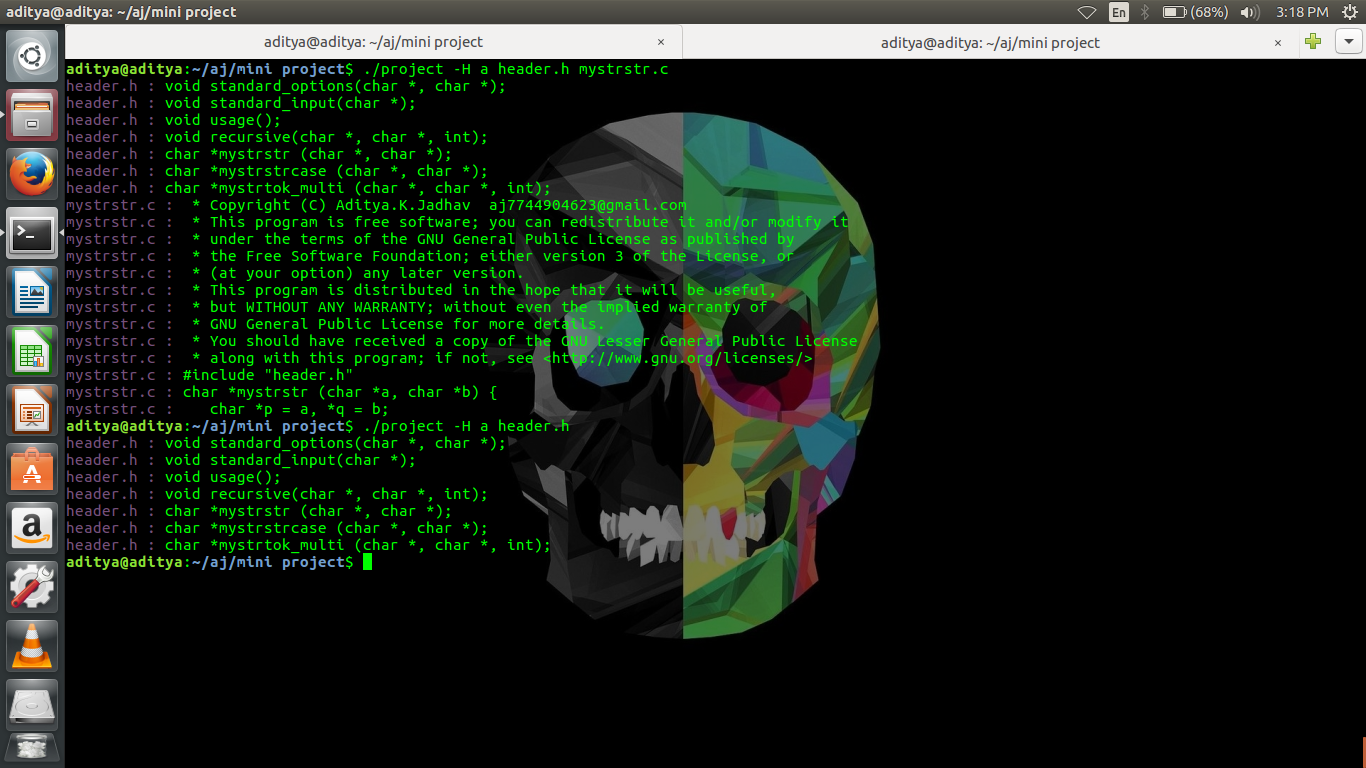 aditya@aditya: ~/aj/mini project
En
(68%)
3:18 PM
aditya@aditya: ~/aj/mini project ×
aditya@aditya: ~/aj/mini project ×
aditya@aditya:~/aj/mini project$ ./project -H a header.h mystrstr.c
header.h : void standard_options(char *, char *);
header.h : void standard_input(char *);
header.h : void usage();
header.h : void recursive(char *, char *, int);
header.h : char *mystrstr (char *, char *);
header.h : char *mystrstrcase (char *, char *);
header.h : char *mystrtok_multi (char *, char *, int);
mystrstr.c :  * Copyright (C) Aditya.K.Jadhav  aj7744904623@gmail.com
mystrstr.c :  * This program is free software; you can redistribute it and/or modify it
mystrstr.c :  * under the terms of the GNU General Public License as published by
mystrstr.c :  * the Free Software Foundation; either version 3 of the License, or
mystrstr.c :  * (at your option) any later version.
mystrstr.c :  * This program is distributed in the hope that it will be useful,
mystrstr.c :  * but WITHOUT ANY WARRANTY; without even the implied warranty of
mystrstr.c :  * GNU General Public License for more details.
mystrstr.c :  * You should have received a copy of the GNU Lesser General Public License
mystrstr.c :  * along with this program; if not, see <http://www.gnu.org/licenses/>
mystrstr.c : #include "header.h"
mystrstr.c : char *mystrstr (char *a, char *b) {
mystrstr.c :    char *p = a, *q = b;
aditya@aditya:~/aj/mini project$ ./project -H a header.h
header.h : void standard_options(char *, char *);
header.h : void standard_input(char *);
header.h : void usage();
header.h : void recursive(char *, char *, int);
header.h : char *mystrstr (char *, char *);
header.h : char *mystrstrcase (char *, char *);
header.h : char *mystrtok_multi (char *, char *, int);
aditya@aditya:~/aj/mini project$